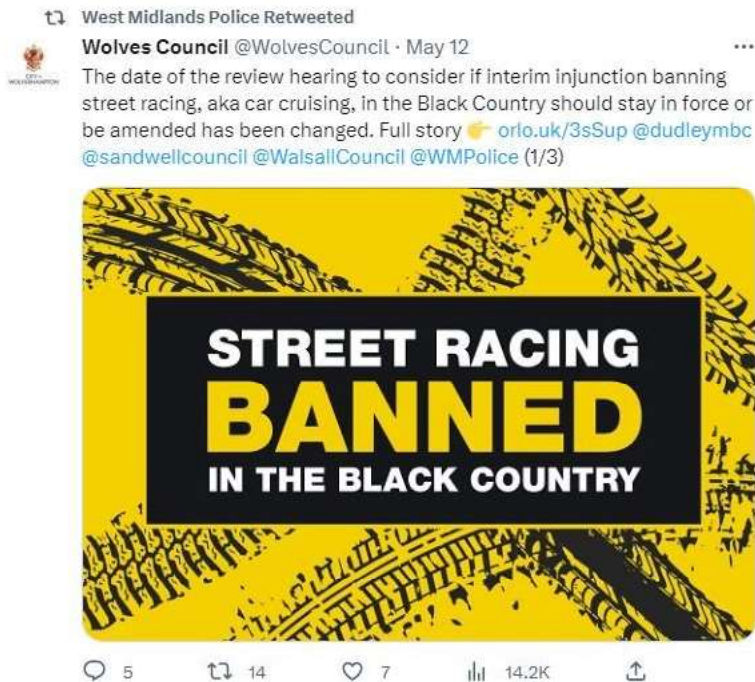 West Midlands Police Retweeted
Wolves Council @WolvesCouncil · May 12
The date of the review hearing to consider if interim injunction banning
street racing, aka car cruising, in the Black Country should stay in force or
be amended has been changed. Full story 👉 orlo.uk/3sSup @dudleymbc
@sandwellcouncil @WalsallCouncil @WMPolice (1/3)
STREET RACING
BANNED
IN THE BLACK COUNTRY
5 14 7 14.2K